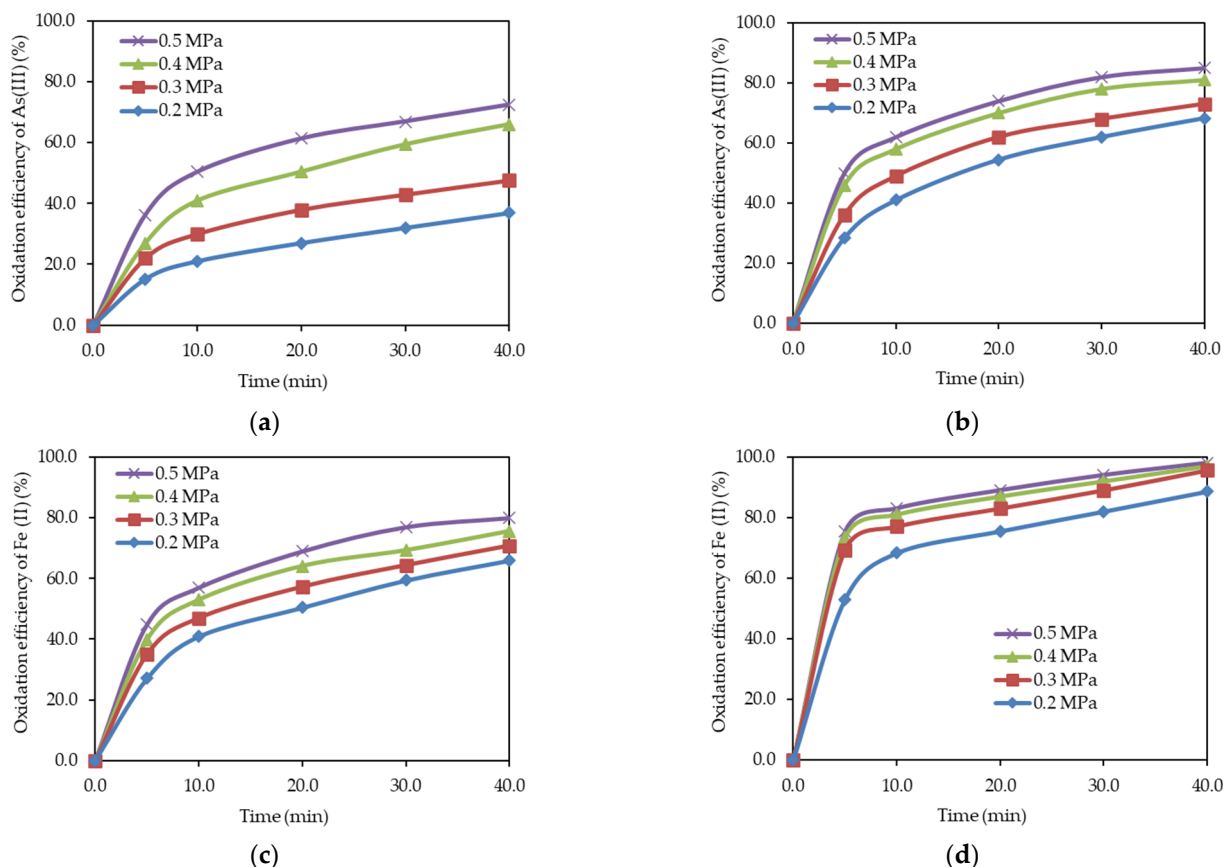 Oxidation efficiency of As(III) (%)
100.0
80.0
60.0
40.0
20.0
0.0
0.5 MPa
0.4 MPa
0.3 MPa
0.2 MPa
0.0 10.0 20.0 30.0 40.0
Time (min)
(a)
Oxidation efficiency of As(III) (%)
100.0
80.0
60.0
40.0
20.0
0.0
0.5 MPa
0.4 MPa
0.3 MPa
0.2 MPa
0.0 10.0 20.0 30.0 40.0
Time (min)
(b)
Oxidation efficiency of Fe (II) (%)
100.0
80.0
60.0
40.0
20.0
0.0
0.5 MPa
0.4 MPa
0.3 MPa
0.2 MPa
0.0 10.0 20.0 30.0 40.0
Time (min)
(c)
Oxidation efficiency of Fe (II) (%)
100.0
80.0
60.0
40.0
20.0
0.0
0.5 MPa
0.4 MPa
0.3 MPa
0.2 MPa
0.0 10.0 20.0 30.0 40.0
Time (min)
(d)